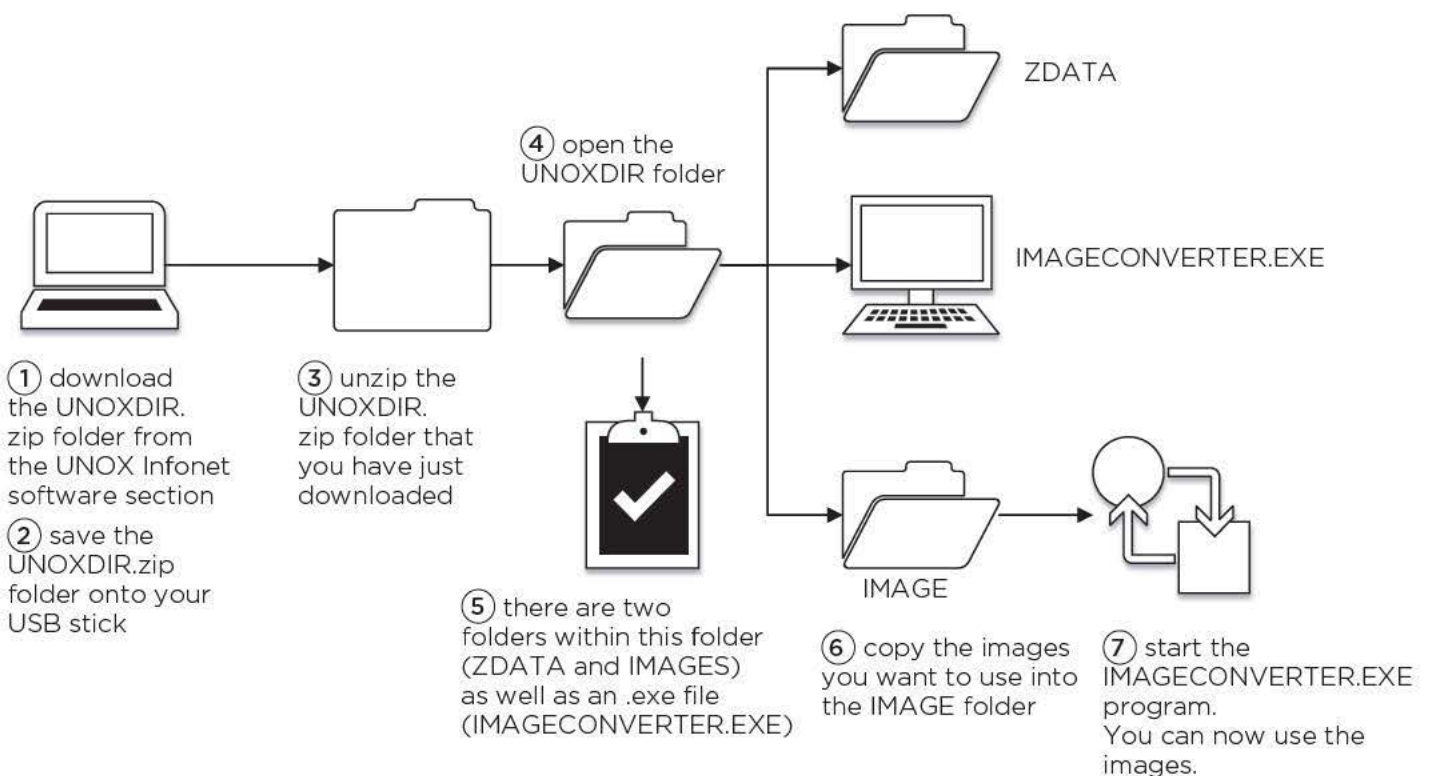 ZDATA
④ open the
UNOXDIR folder
IMAGECONVERTER.EXE
① download
the UNOXDIR.
zip folder from
the UNOX Infonet
software section
② save the
UNOXDIR.zip
folder onto your
USB stick
③ unzip the
UNOXDIR.
zip folder that
you have just
downloaded
⑤ there are two
folders within this folder
(ZDATA and IMAGES)
as well as an .exe file
(IMAGECONVERTER.EXE)
IMAGE
⑥ copy the images
you want to use into
the IMAGE folder
⑦ start the
IMAGECONVERTER.EXE
program.
You can now use the
images.